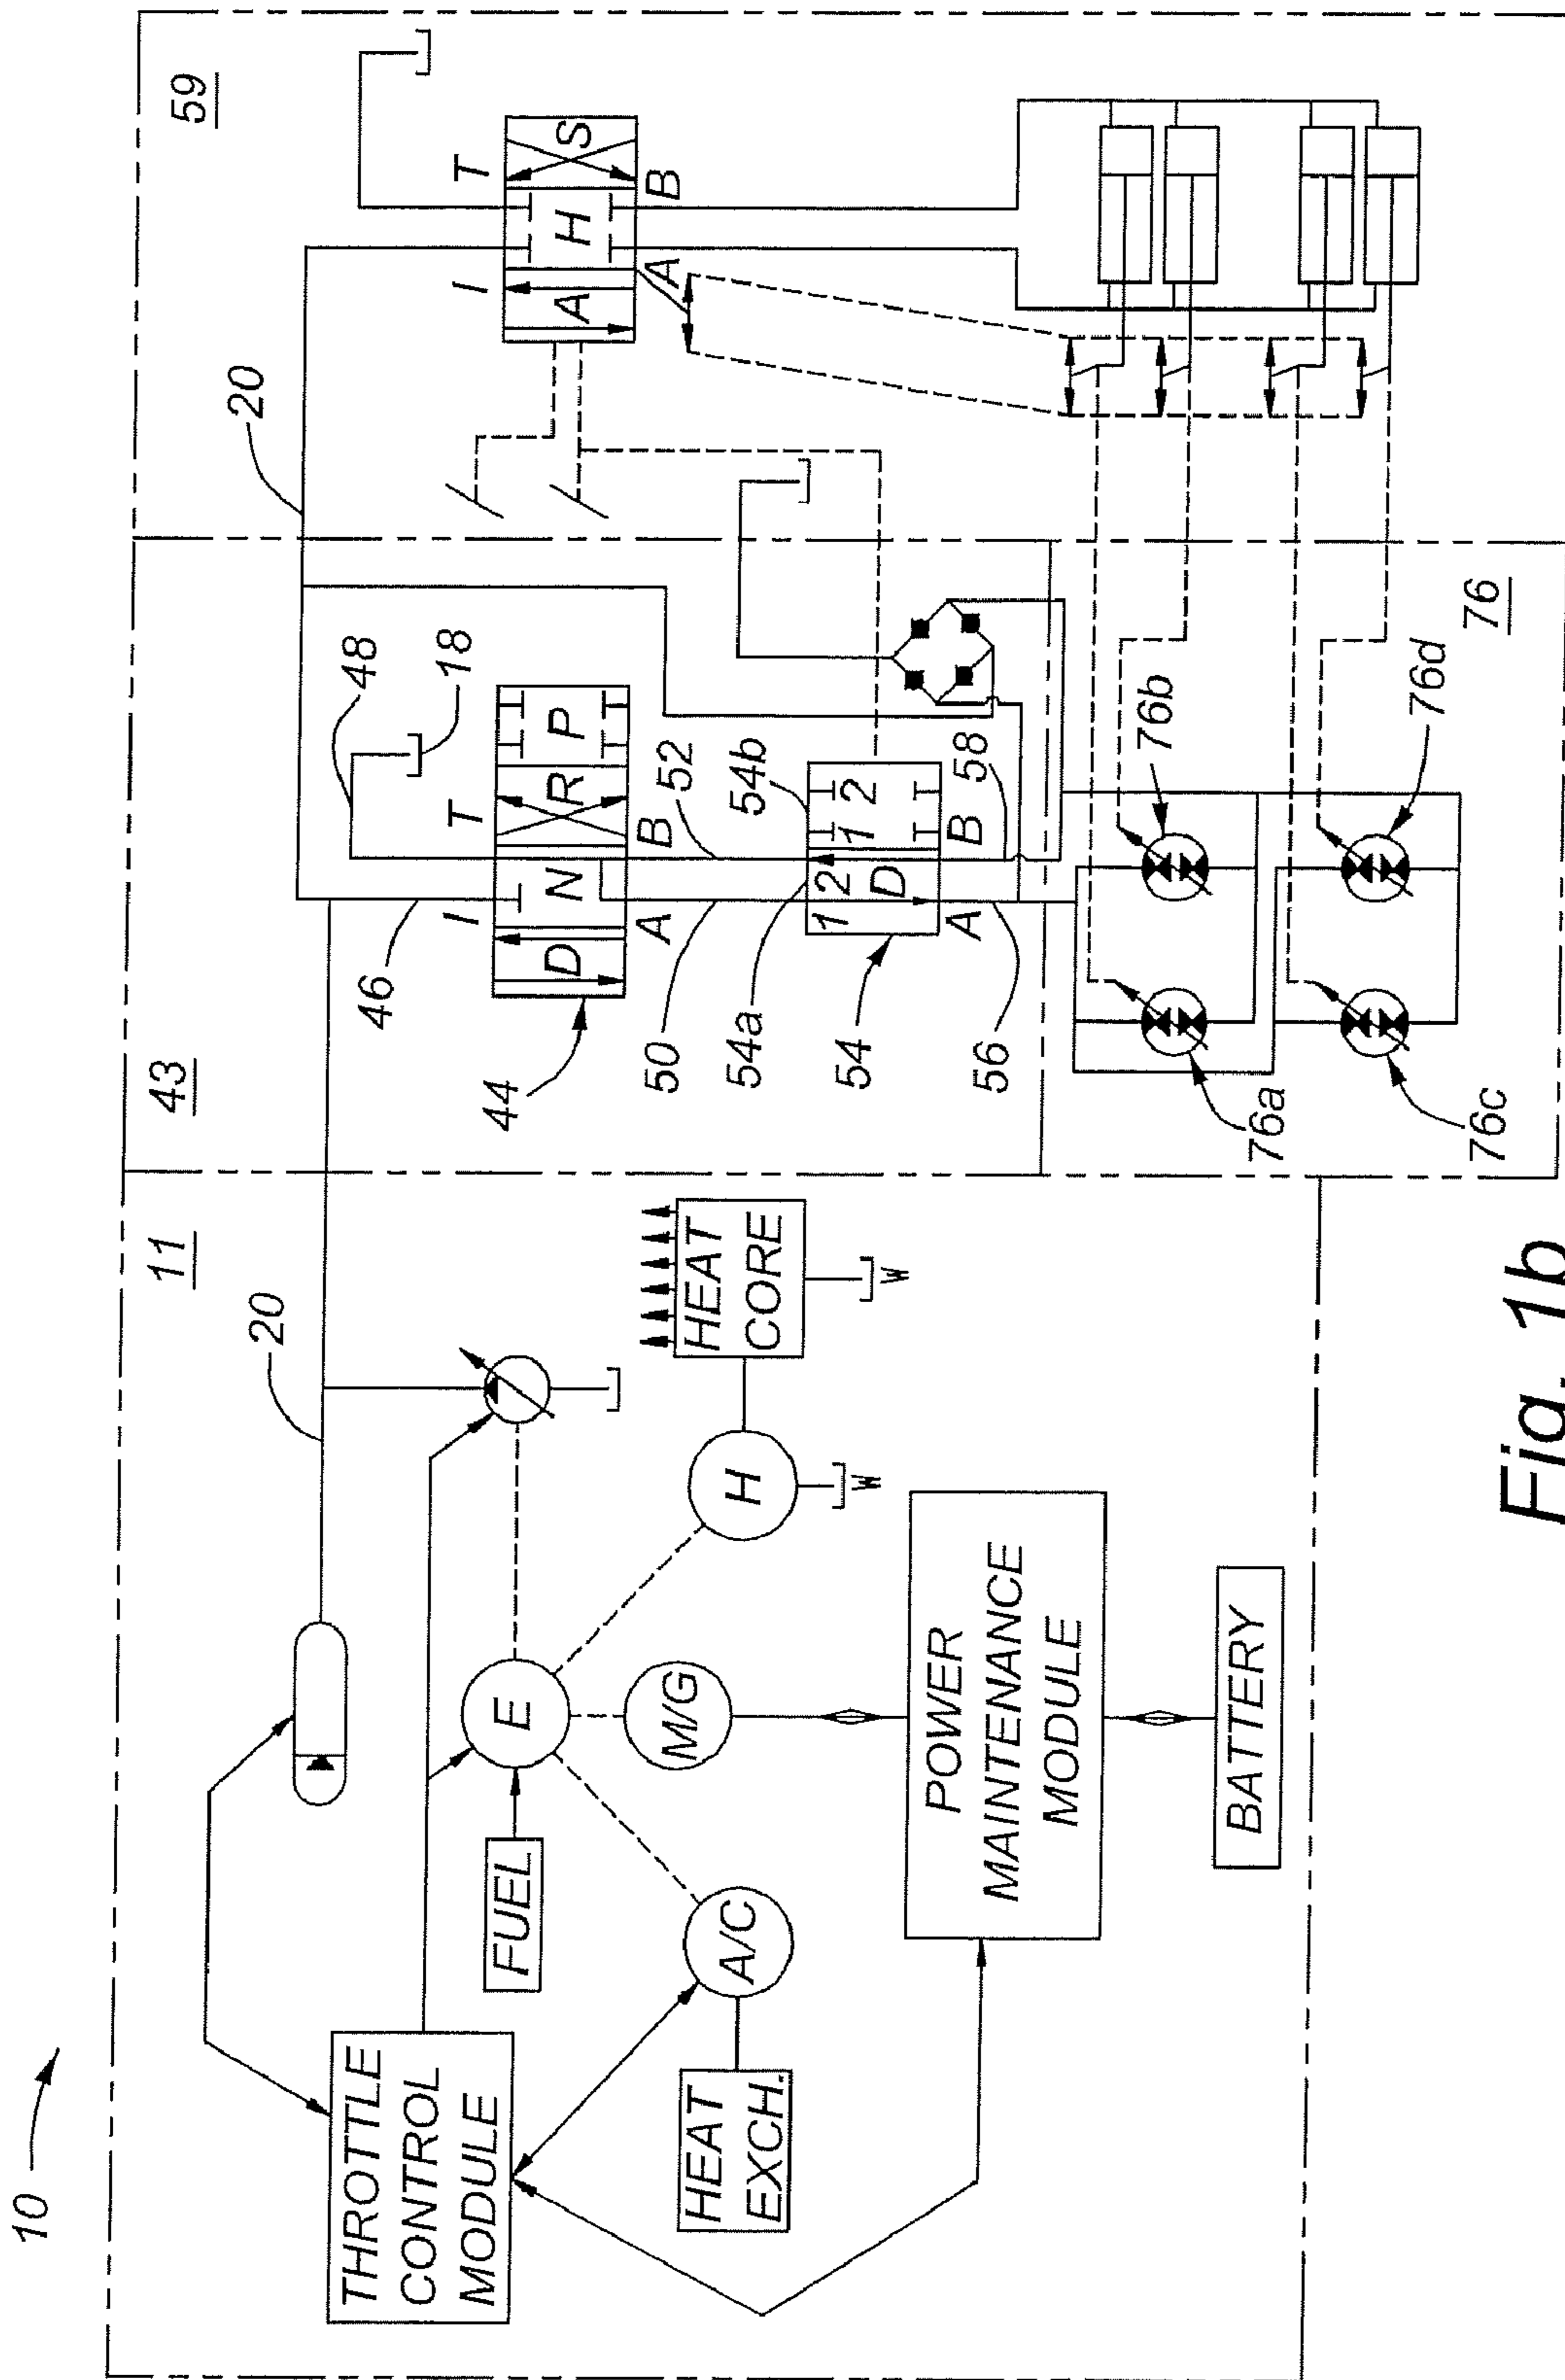 10
11
20
THROTTLE
CONTROL
MODULE
FUEL
E
HEAT
EXCH.
A/C
M/G
H
W
HEAT
CORE
W
POWER
MAINTENANCE
MODULE
BATTERY
43
46
48
18
I
T
D
N
R
P
A
B
44
50
52
54a
54b
1
2
1
2
D
A
B
54
56
58
76
76a
76b
76c
76d
59
20
I
T
A
H
S
A
B
Fig. 1b